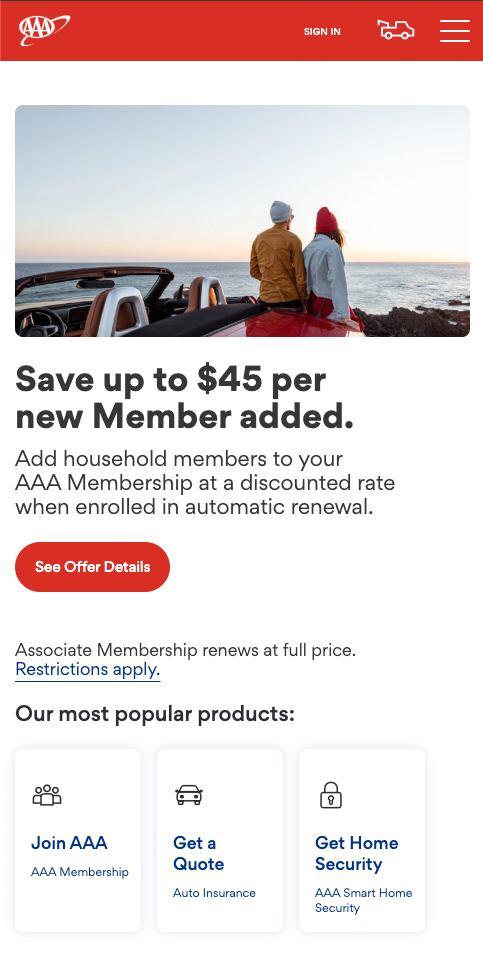 AAA
SIGN IN
Save up to $45 per
new Member added.
Add household members to your
AAA Membership at a discounted rate
when enrolled in automatic renewal.
See Offer Details
Associate Membership renews at full price.
Restrictions apply.
Our most popular products:
Join AAA
AAA Membership
Get a
Quote
Auto Insurance
Get Home
Security
AAA Smart Home
Security